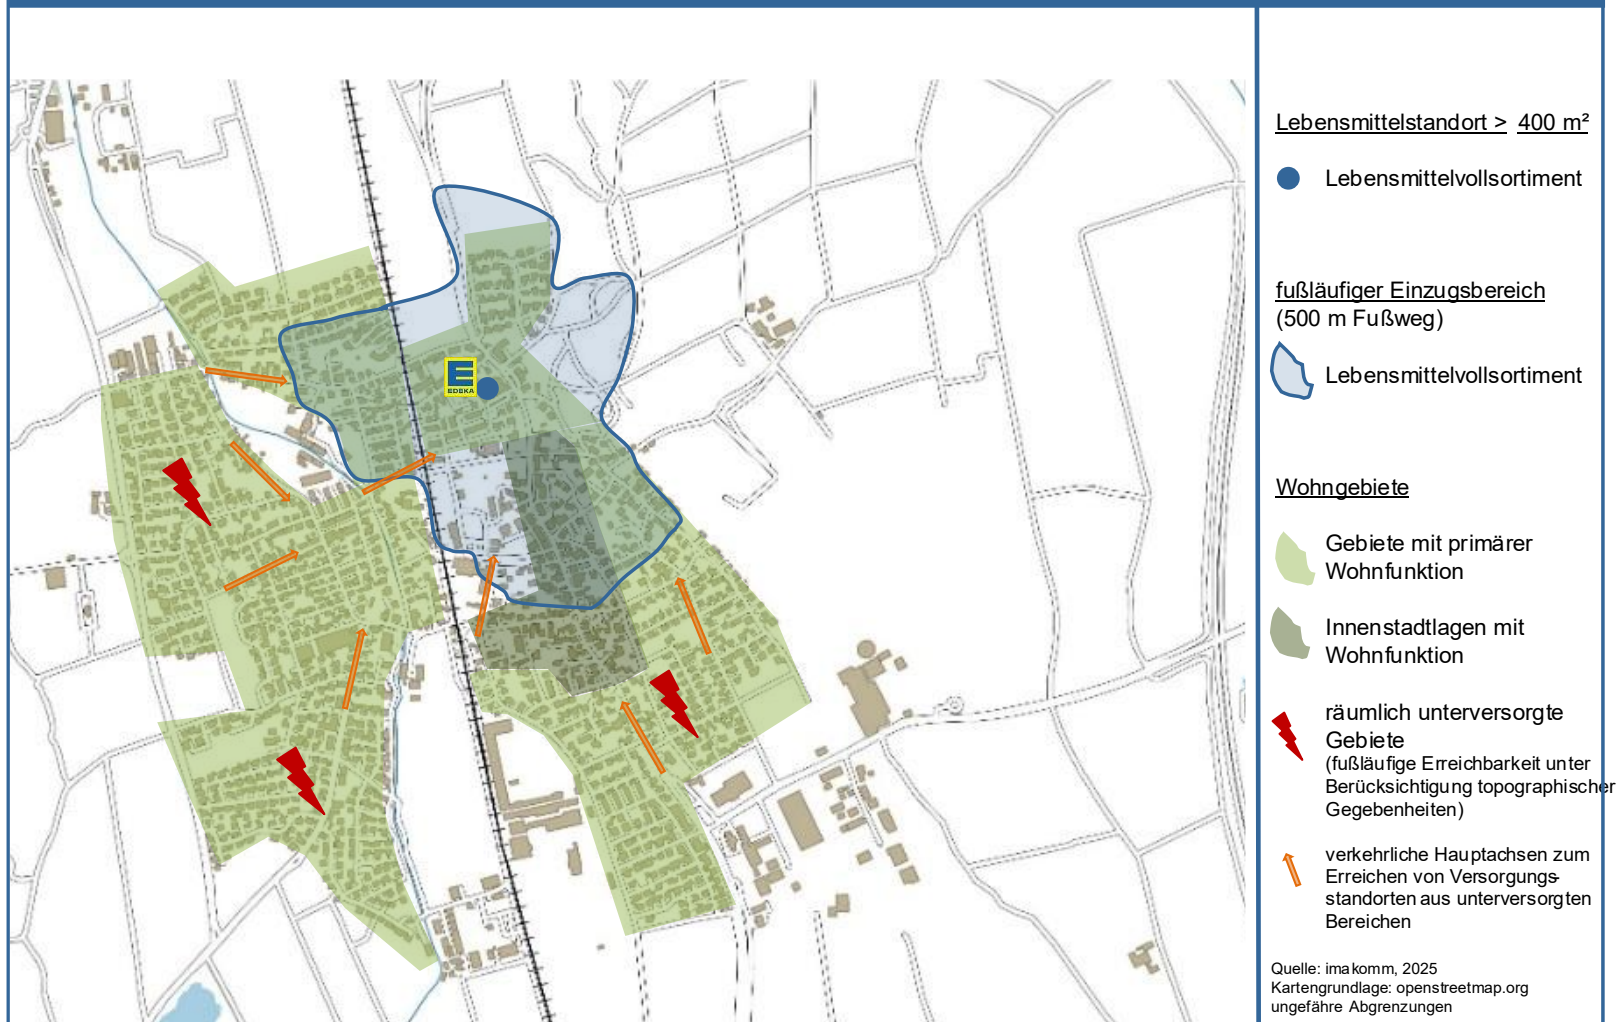 Lebensmittelstandort > 400 m²
Lebensmittelvollsortiment
fußläufiger Einzugsbereich
(500 m Fußweg)
Lebensmittelvollsortiment
Wohngebiete
Gebiete mit primärer
Wohnfunktion
Innenstadtlagen mit
Wohnfunktion
räumlich unterversorgte
Gebiete
(fußläufige Erreichbarkeit unter
Berücksichtigung topographischer
Gegebenheiten)
verkehrliche Hauptachsen zum
Erreichen von Versorgungs-
standorten aus unterversorgten
Bereichen
Quelle: imakomm, 2025
Kartengrundlage: openstreetmap.org
ungefähre Abgrenzungen
E
EDEKA